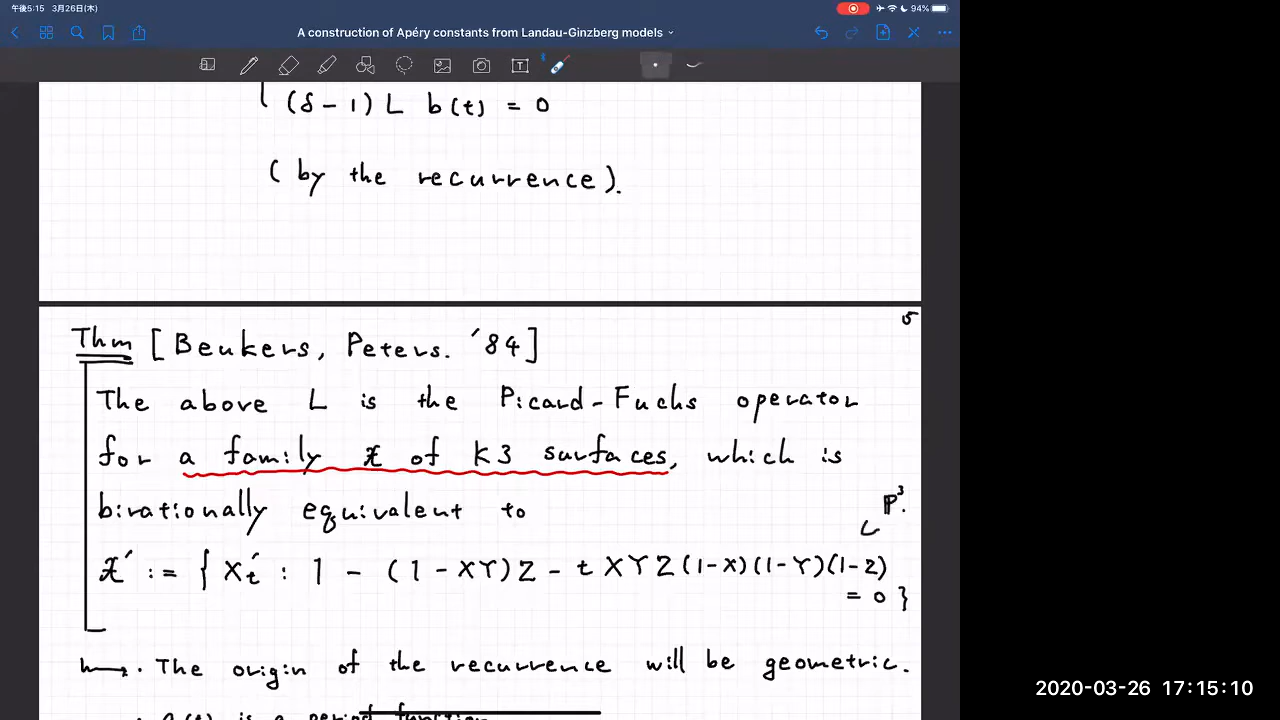 午後5:15 3月26日(木)
94%
A construction of Apéry constants from Landau-Ginzberg models
(δ - 1) L b(t) = 0
( by the recurrence ).
5
Thm [ Beukers, Peters. '84 ]
The above L is the Picard-Fuchs operator
for a family 𝒳 of K3 surfaces, which is
birationally equivalent to
ℙ³.
𝒳' := { X't : 1 - (1 - XY) Z - t XYZ (1-X)(1-Y)(1-Z)
= 0 }
⟿ · The origin of the recurrence will be geometric.
· a(t) is a period function
2020-03-26 17:15:10